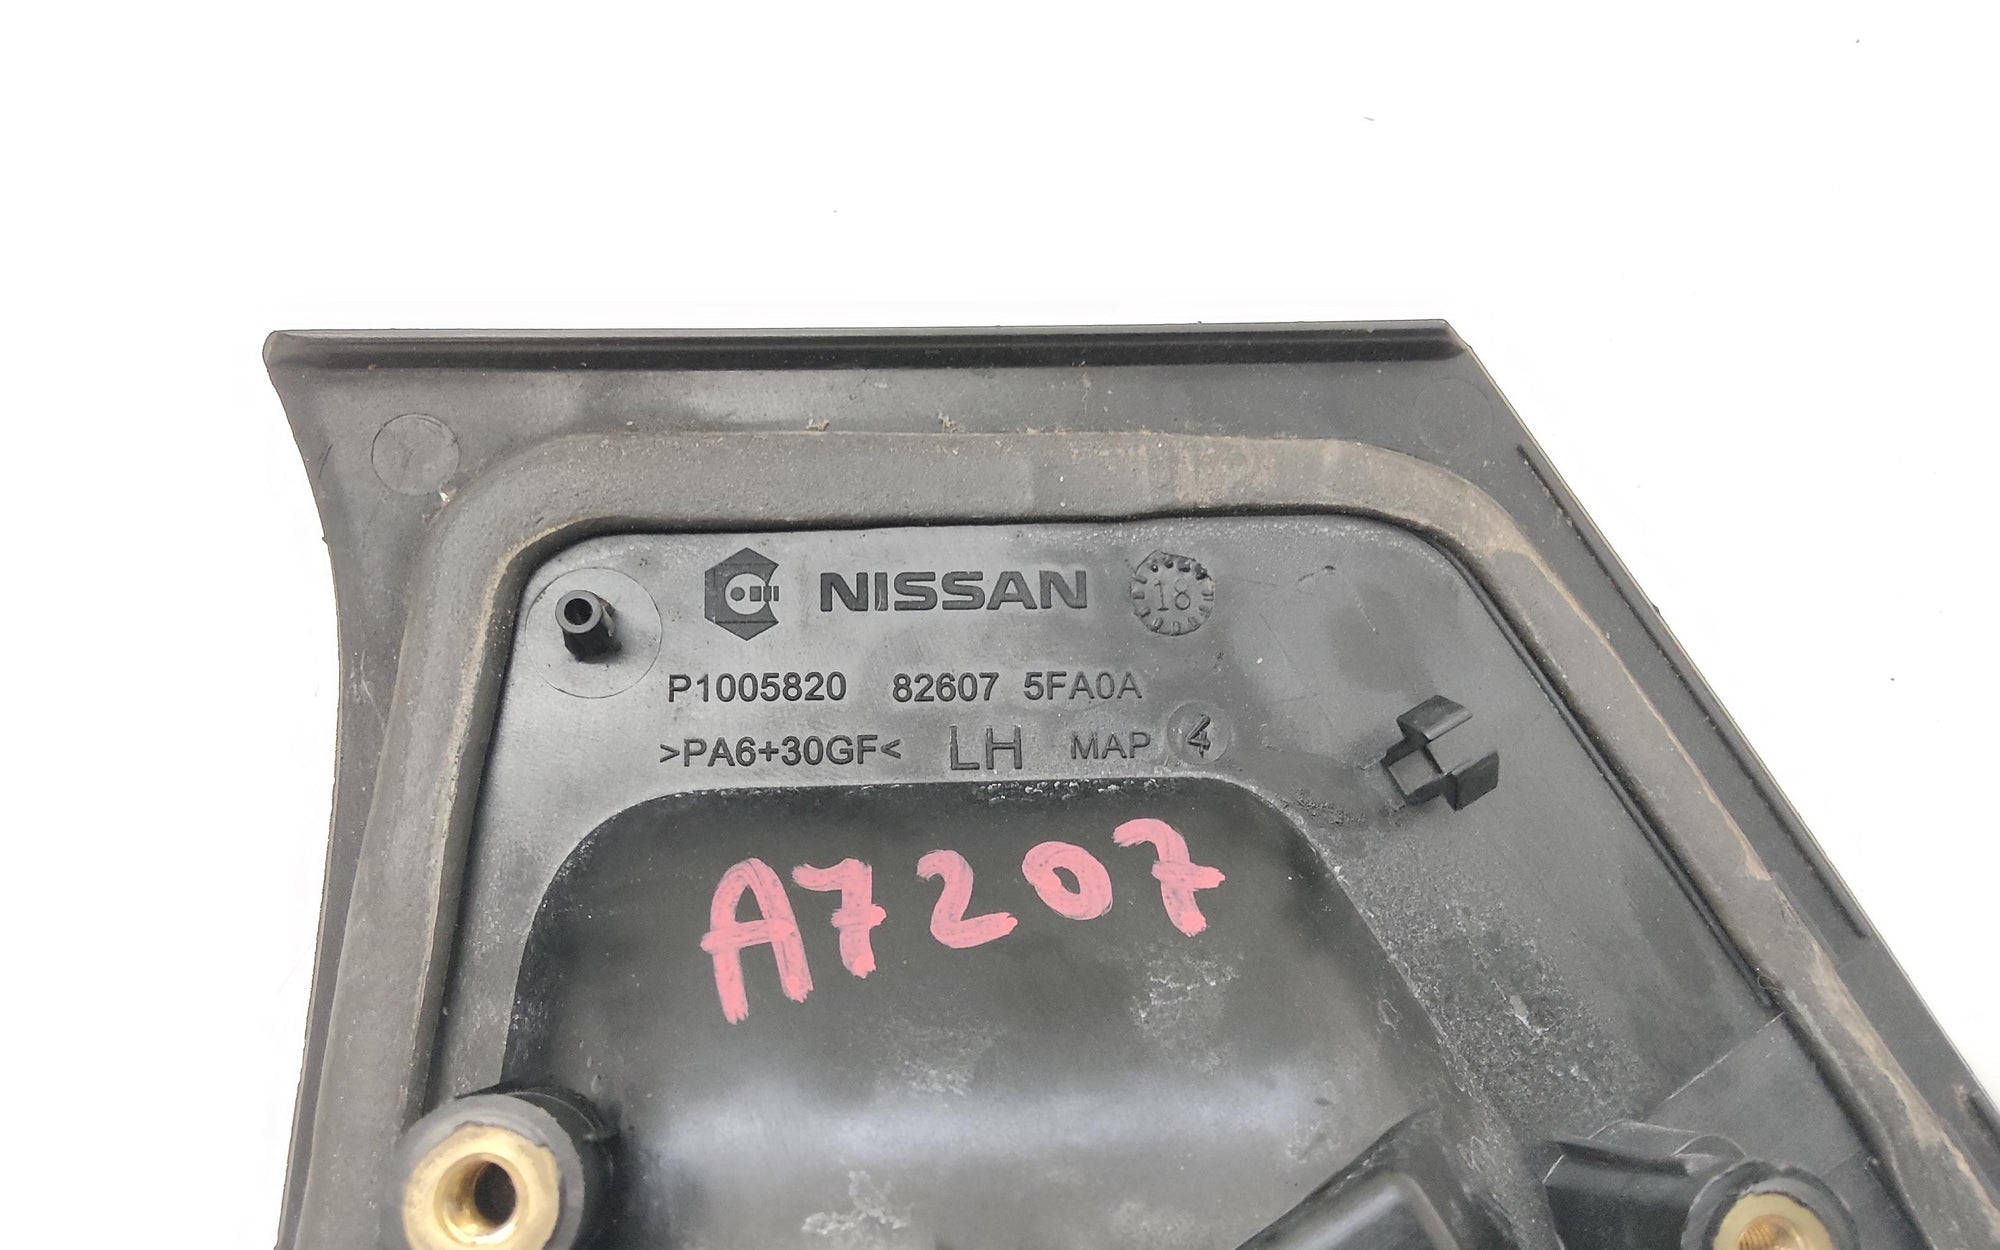 NISSAN 18
P1005820 82607 5FA0A
>PA6+30GF< LH MAP 4
A7207